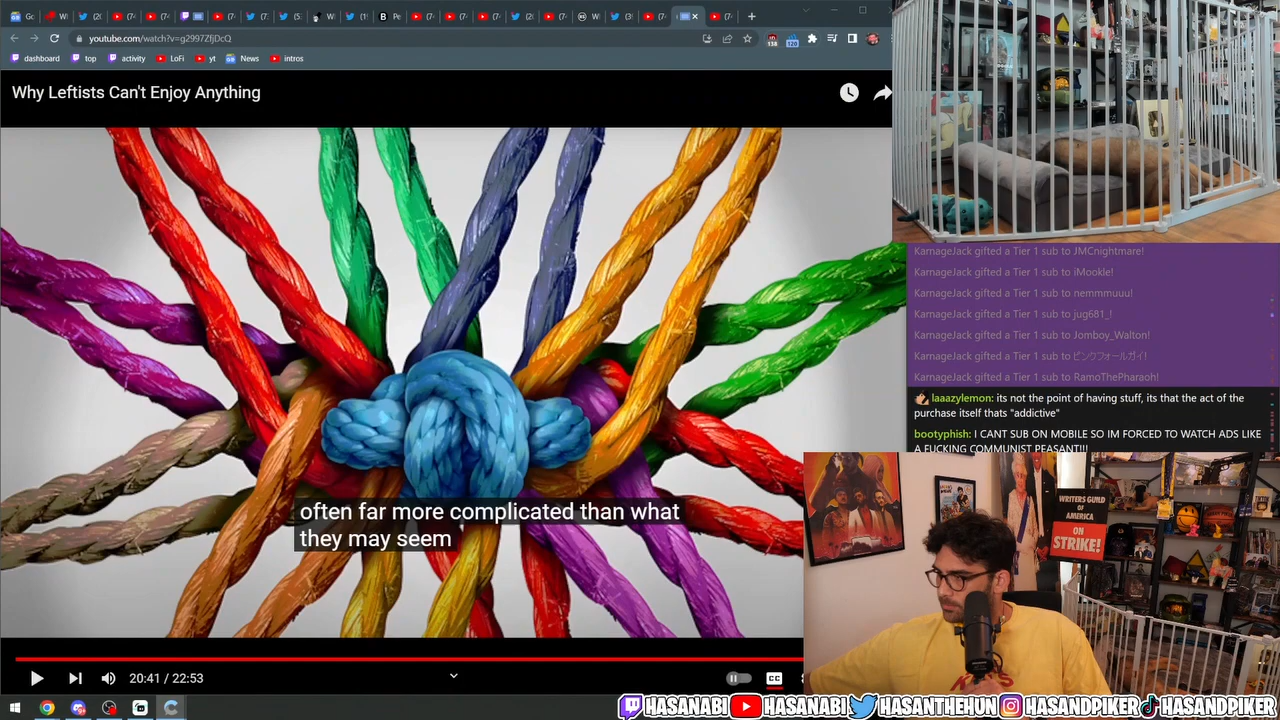 youtube.com/watch?v=g2997ZfjDcQ
dashboard
top
activity
LoFi
yt
News
intros
Why Leftists Can't Enjoy Anything
often far more complicated than what
they may seem
20:41 / 22:53
CC
KarnageJack gifted a Tier 1 sub to JMCnightmare!
KarnageJack gifted a Tier 1 sub to iMookle!
KarnageJack gifted a Tier 1 sub to nemmmuuu!
KarnageJack gifted a Tier 1 sub to jug681_!
KarnageJack gifted a Tier 1 sub to Jomboy_Walton!
KarnageJack gifted a Tier 1 sub to ピンクフォールガイ!
KarnageJack gifted a Tier 1 sub to RamoThePharaoh!
laaazylemon: its not the point of having stuff, its that the act of the
purchase itself thats "addictive"
bootyphish: I CANT SUB ON MOBILE SO IM FORCED TO WATCH ADS LIKE
A FUCKING COMMUNIST PEASANT!!!
WRITERS GUILD
OF
AMERICA
ON
STRIKE!
HASANABI
HASANABI
HASANTHEHUN
HASANDPIKER
HASANDPIKER